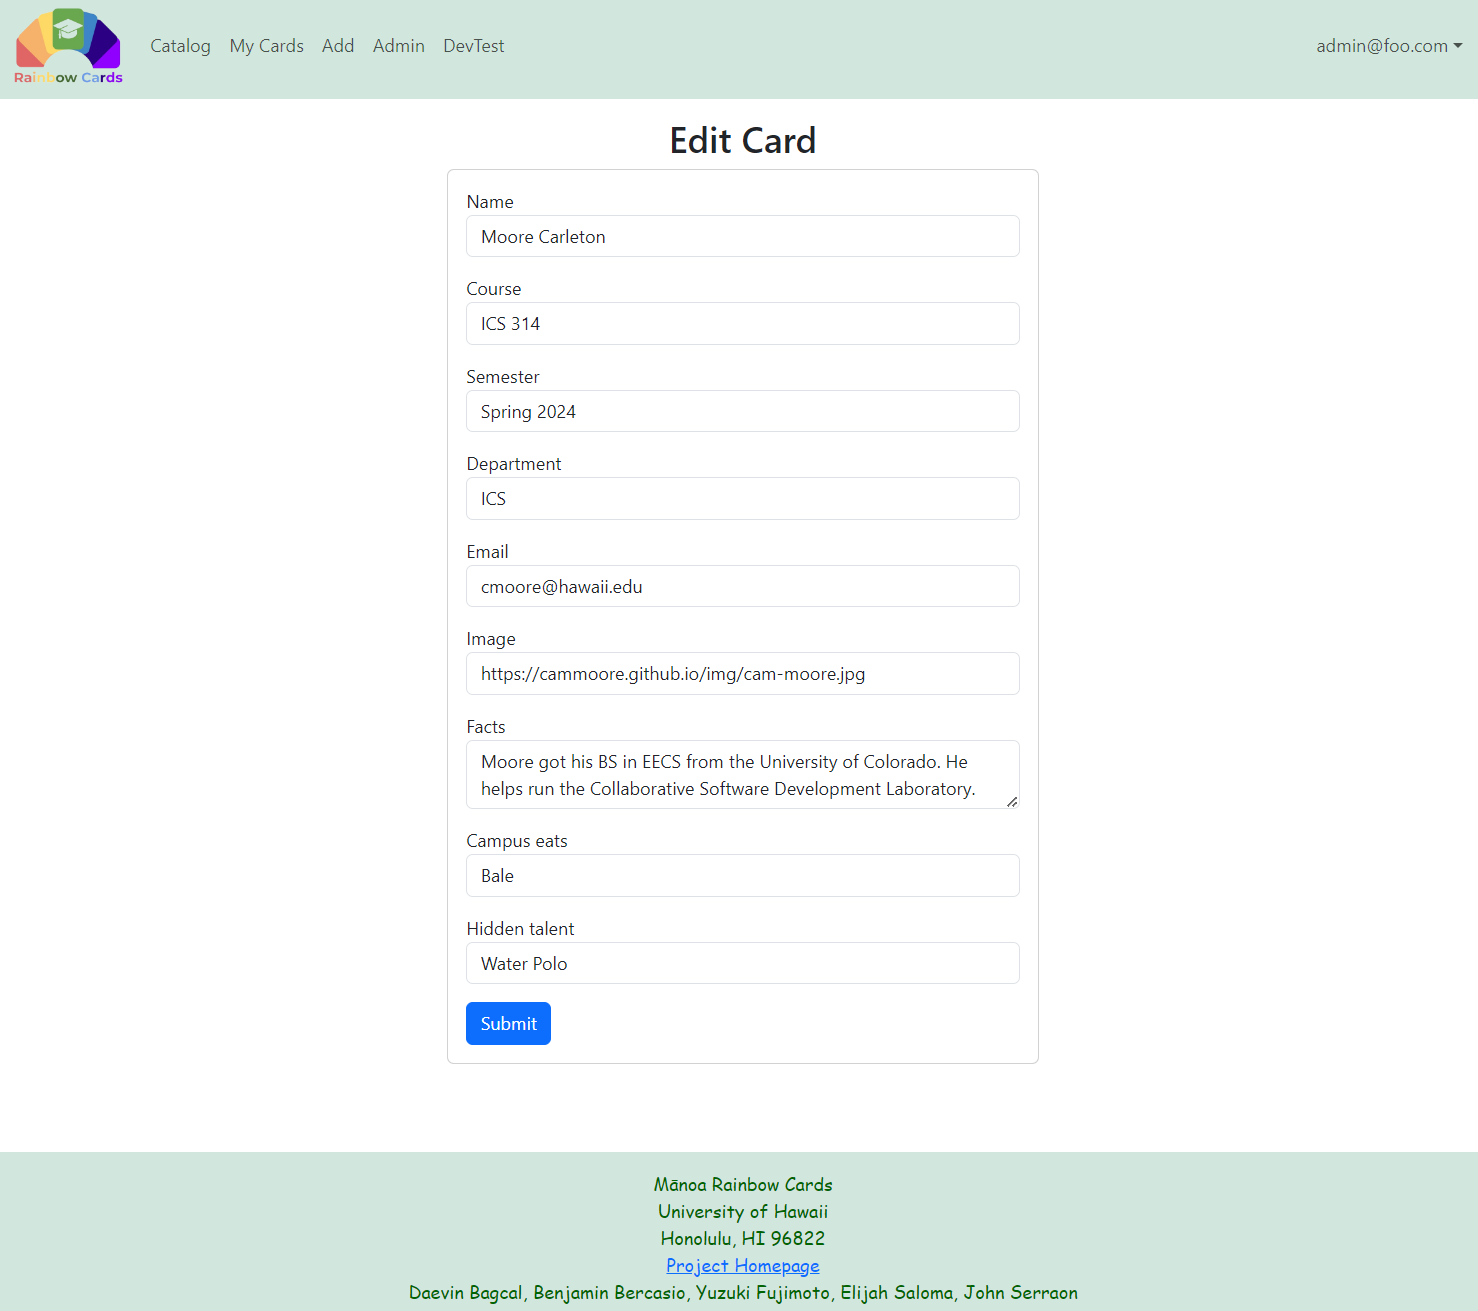 Rainbow Cards
Catalog My Cards Add Admin DevTest admin@foo.com
Edit Card
Name
Moore Carleton
Course
ICS 314
Semester
Spring 2024
Department
ICS
Email
cmoore@hawaii.edu
Image
https://cammoore.github.io/img/cam-moore.jpg
Facts
Moore got his BS in EECS from the University of Colorado. He
helps run the Collaborative Software Development Laboratory.
Campus eats
Bale
Hidden talent
Water Polo
Submit
Mānoa Rainbow Cards
University of Hawaii
Honolulu, HI 96822
Project Homepage
Daevin Bagcal, Benjamin Bercasio, Yuzuki Fujimoto, Elijah Saloma, John Serraon